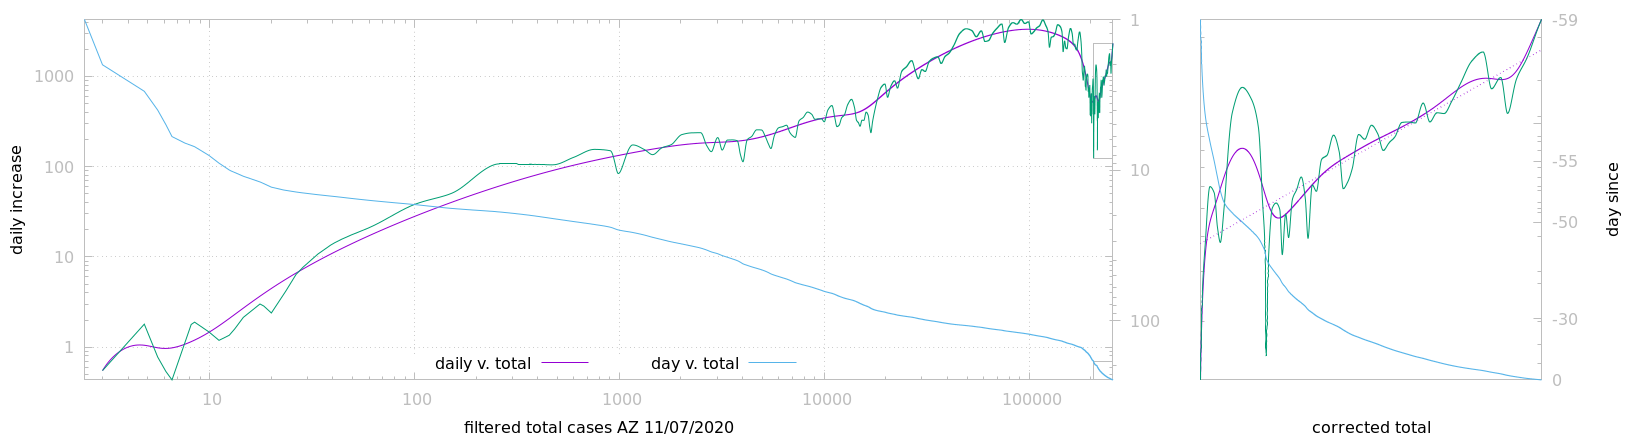 daily increase
1000
100
10
1
1
10
100
daily v. total
day v. total
10
100
1000
10000
100000
filtered total cases AZ 11/07/2020
-59
-55
-50
-30
0
day since
corrected total